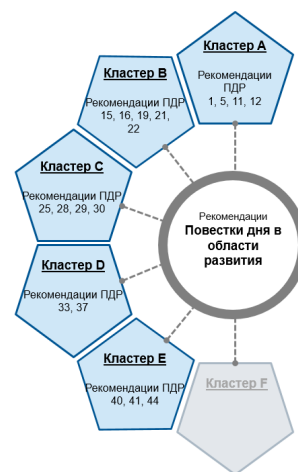 Кластер A
Рекомендации
ПДР
1, 5, 11, 12
Кластер B
Рекомендации ПДР
15, 16, 19, 21,
22
Кластер C
Рекомендации ПДР
25, 28, 29, 30
Рекомендации
Повестки дня в
области
развития
Кластер D
Рекомендации ПДР
33, 37
Кластер E
Рекомендации ПДР
40, 41, 44
Кластер F